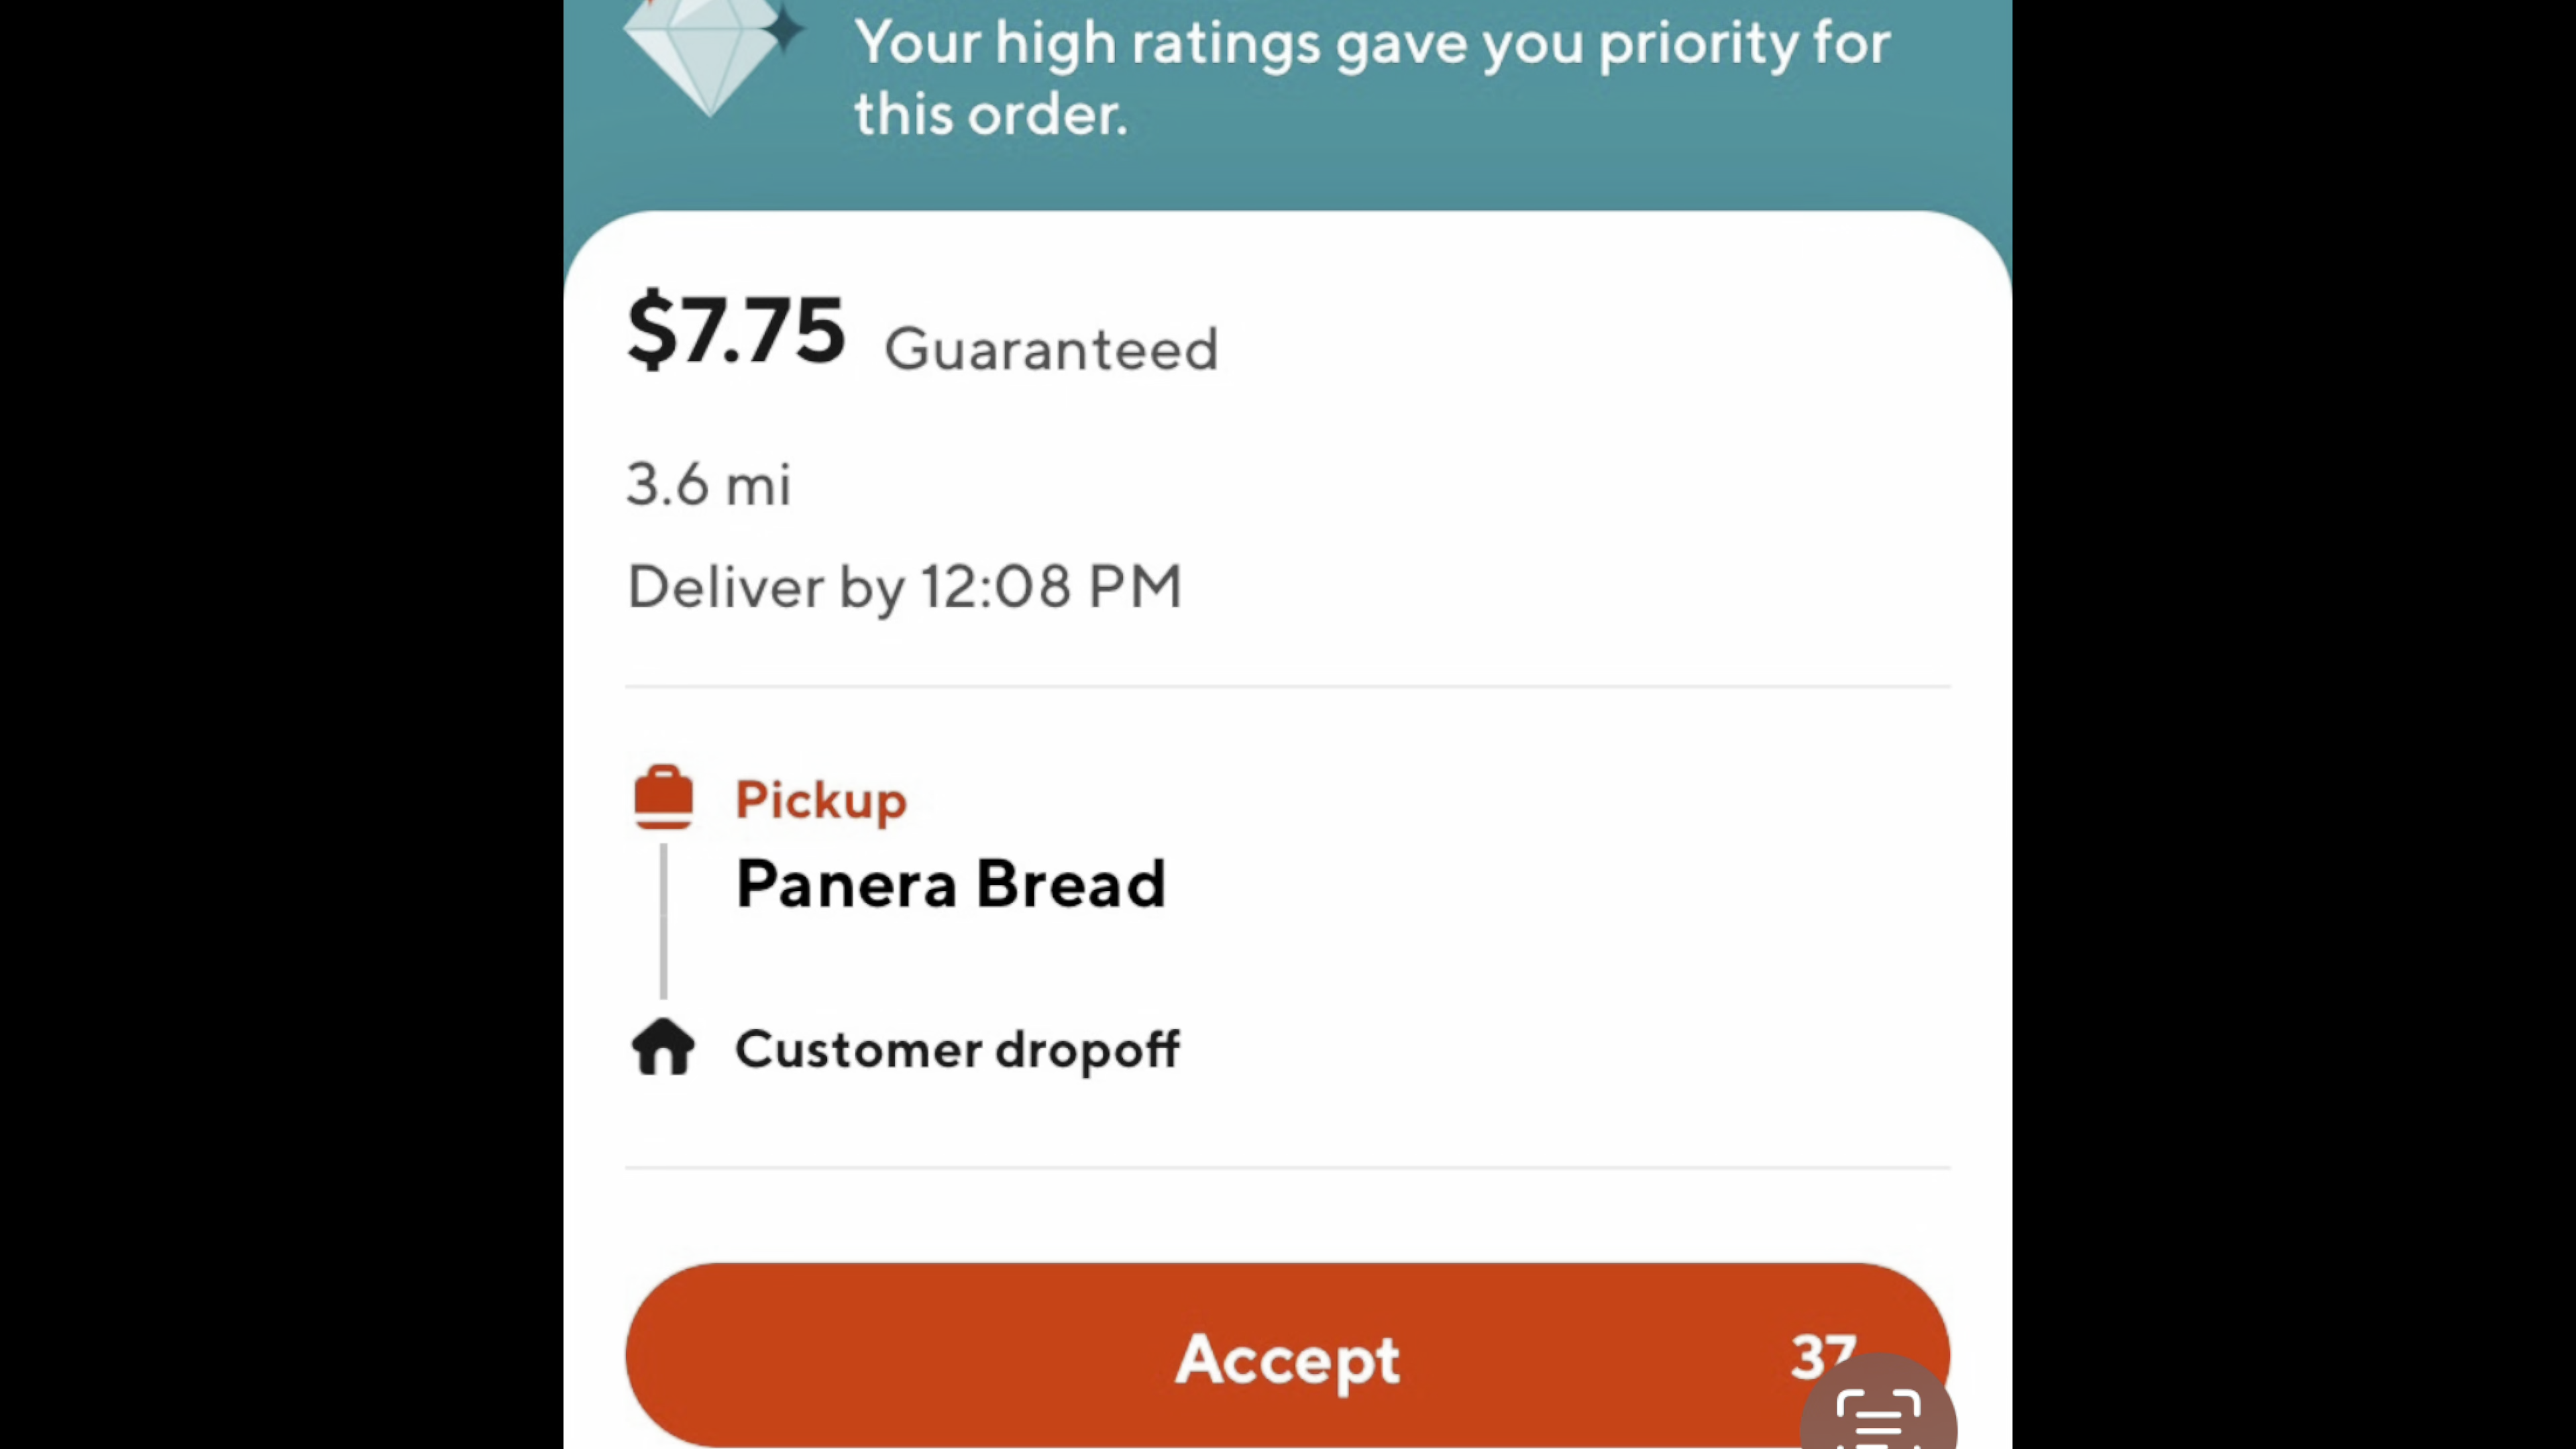 Your high ratings gave you priority for
this order.
$7.75 Guaranteed
3.6 mi
Deliver by 12:08 PM
Pickup
Panera Bread
Customer dropoff
Accept 37